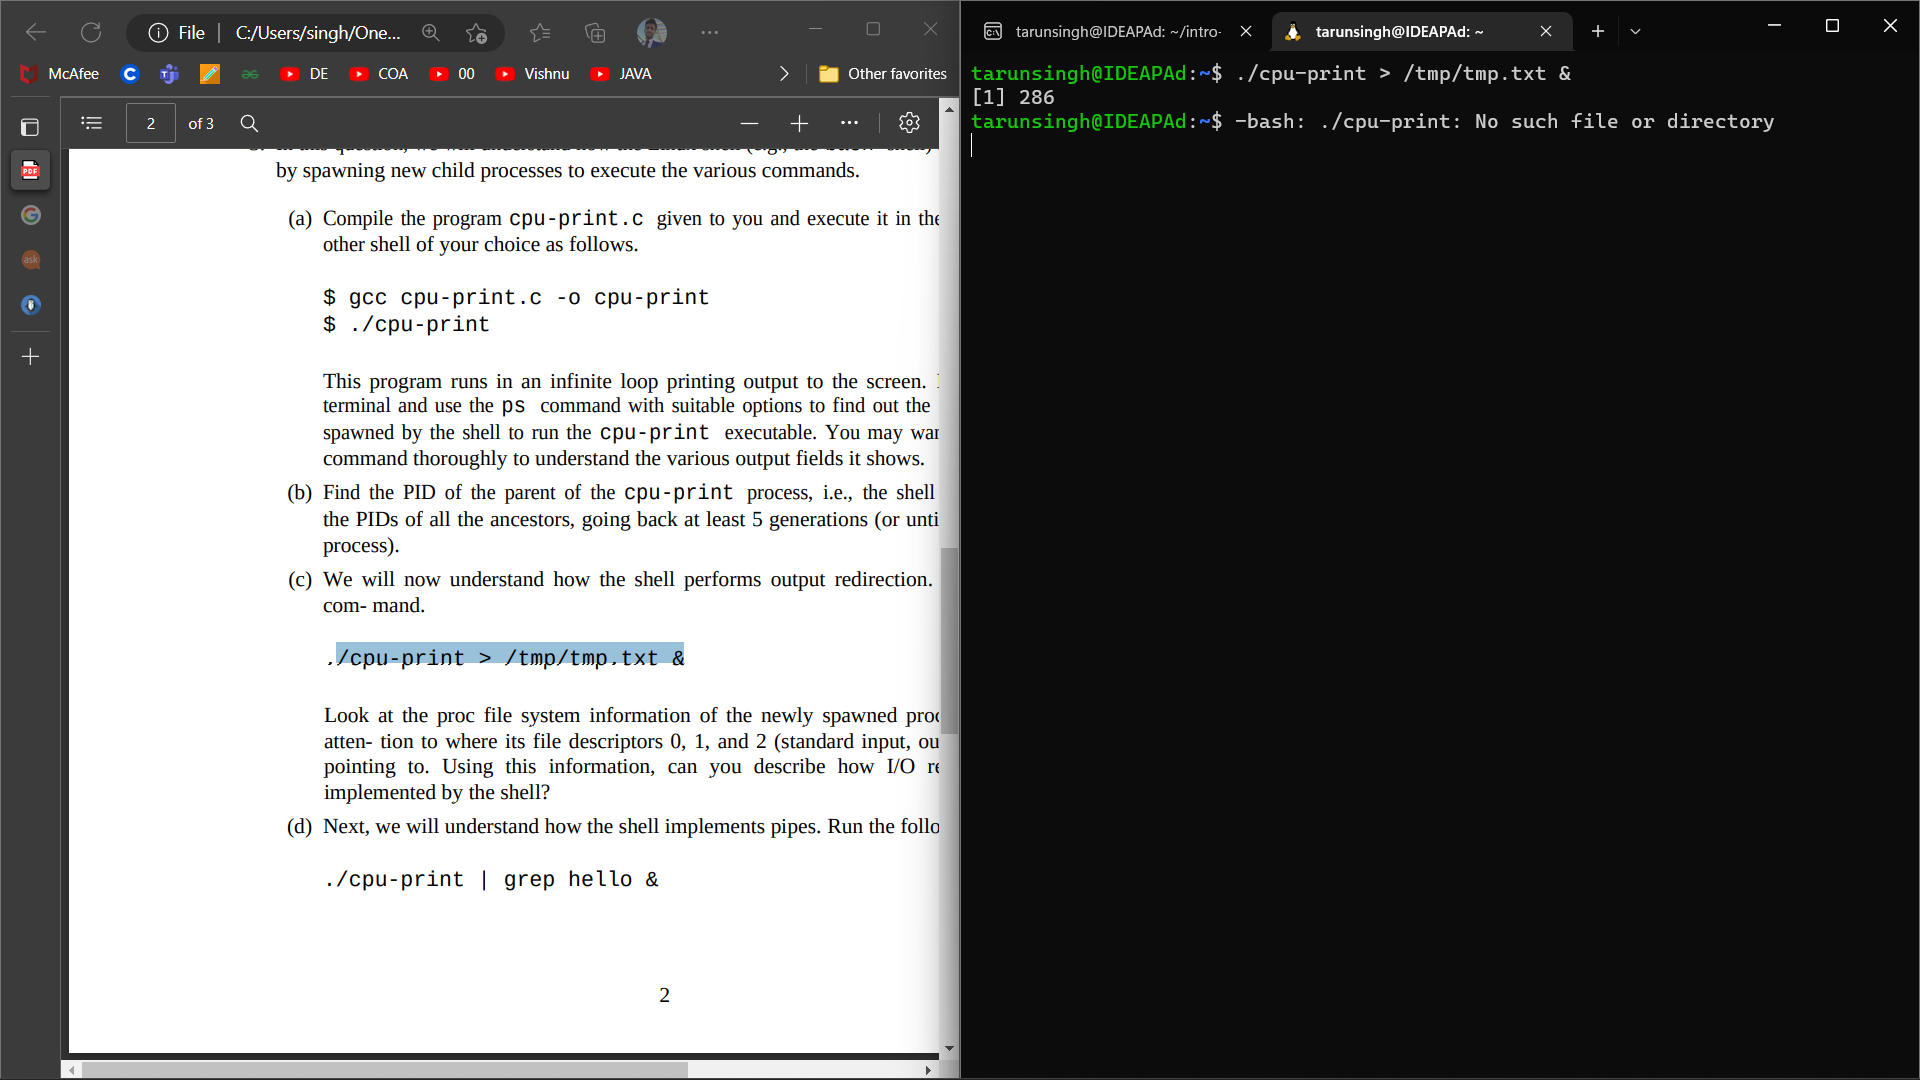 File
C:/Users/singh/One...
McAfee
DE
COA
00
Vishnu
JAVA
Other favorites
2
of 3
by spawning new child processes to execute the various commands.
(a) Compile the program cpu-print.c given to you and execute it in the
other shell of your choice as follows.
$ gcc cpu-print.c -o cpu-print
$ ./cpu-print
This program runs in an infinite loop printing output to the screen.
terminal and use the ps command with suitable options to find out the
spawned by the shell to run the cpu-print executable. You may wan
command thoroughly to understand the various output fields it shows.
(b) Find the PID of the parent of the cpu-print process, i.e., the shell
the PIDs of all the ancestors, going back at least 5 generations (or unti
process).
(c) We will now understand how the shell performs output redirection.
com- mand.
./cpu-print > /tmp/tmp.txt &
Look at the proc file system information of the newly spawned proc
atten- tion to where its file descriptors 0, 1, and 2 (standard input, ou
pointing to. Using this information, can you describe how I/O re
implemented by the shell?
(d) Next, we will understand how the shell implements pipes. Run the follo
./cpu-print | grep hello &
2
tarunsingh@IDEAPAd: ~/intro-
tarunsingh@IDEAPAd: ~
tarunsingh@IDEAPAd:~$ ./cpu-print > /tmp/tmp.txt &
[1] 286
tarunsingh@IDEAPAd:~$ -bash: ./cpu-print: No such file or directory